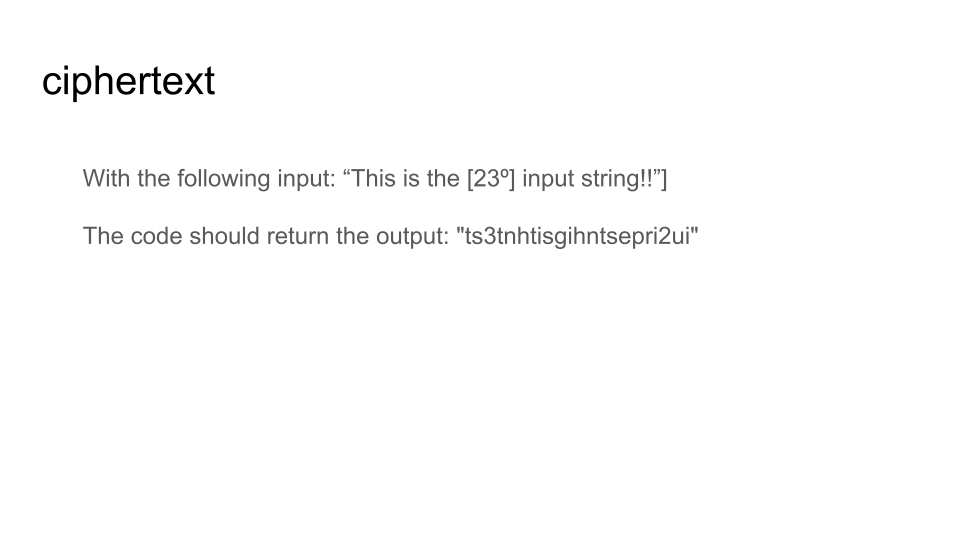 ciphertext
With the following input: “This is the [23º] input string!!”]
The code should return the output: "ts3tnhtisgihntsepri2ui"